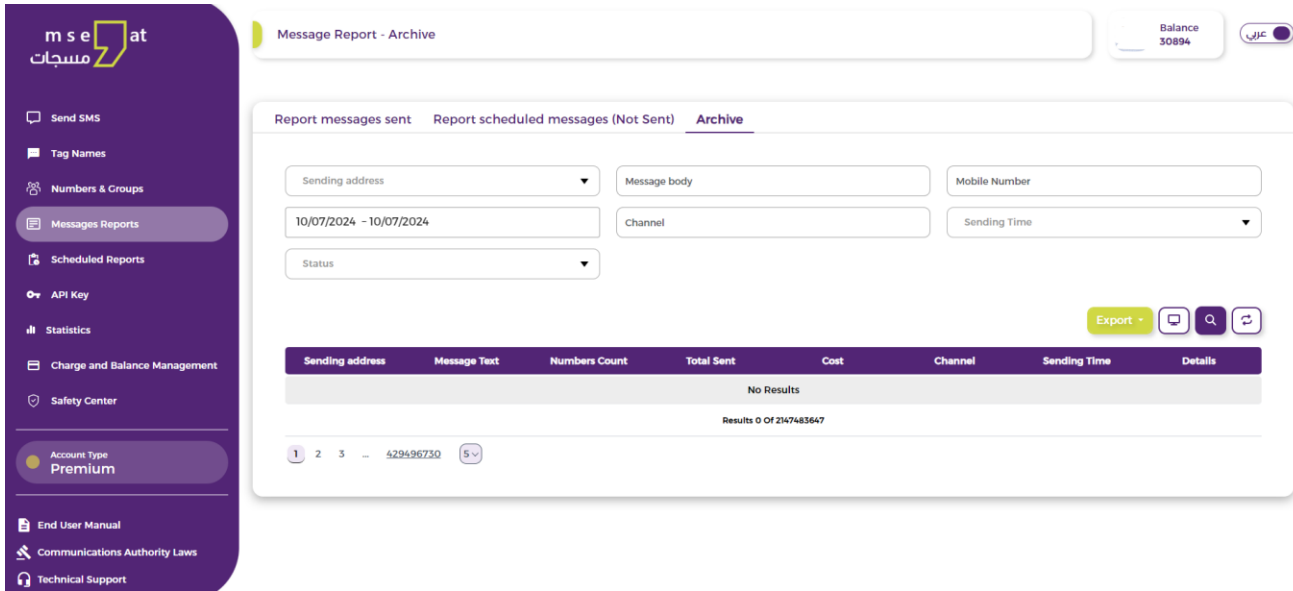 m s e g at
مسجات
Send SMS
Tag Names
Numbers & Groups
Messages Reports
Scheduled Reports
API Key
Statistics
Charge and Balance Management
Safety Center
Account Type
Premium
End User Manual
Communications Authority Laws
Technical Support
Message Report - Archive
Balance
30894
عربي
Report messages sent Report scheduled messages (Not Sent) Archive
Sending address Message body Mobile Number
10/07/2024 - 10/07/2024 Channel Sending Time
Status
Export
Sending address Message Text Numbers Count Total Sent Cost Channel Sending Time Details
No Results
Results 0 Of 2147483647
1 2 3 ... 429496730 5